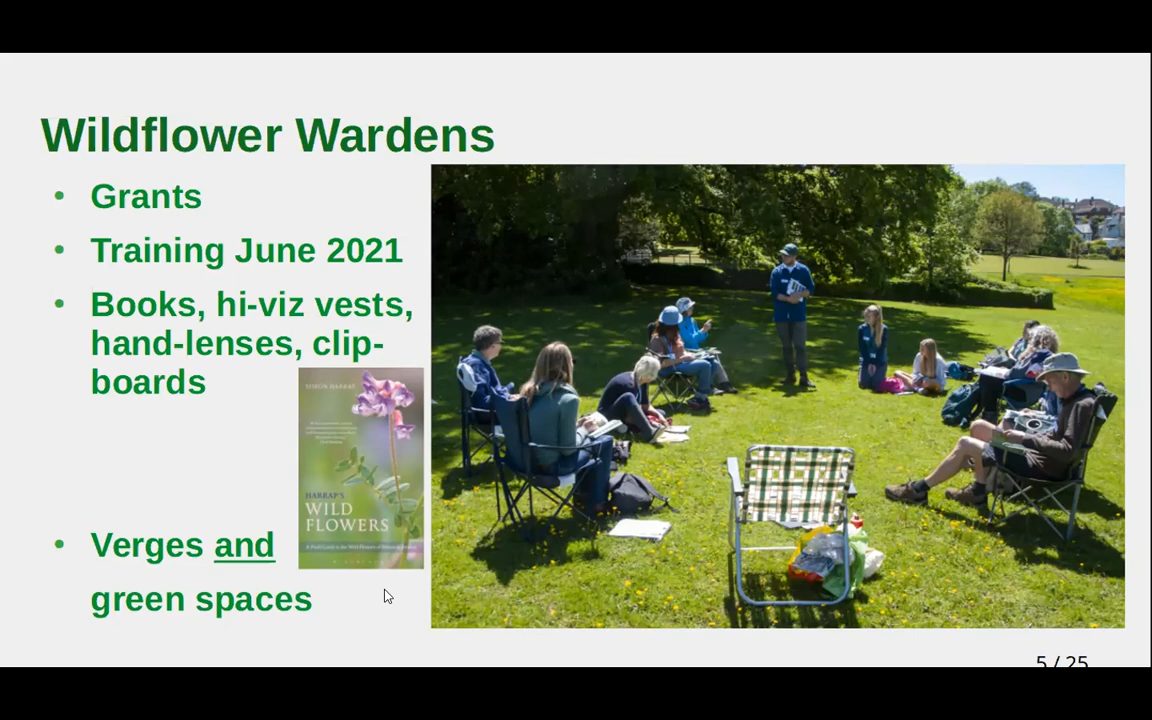 Wildflower Wardens
• Grants
• Training June 2021
• Books, hi-viz vests,
hand-lenses, clip-
boards
SIMON HARRAP
HARRAP'S
WILD
FLOWERS
• Verges and
green spaces
5 / 25